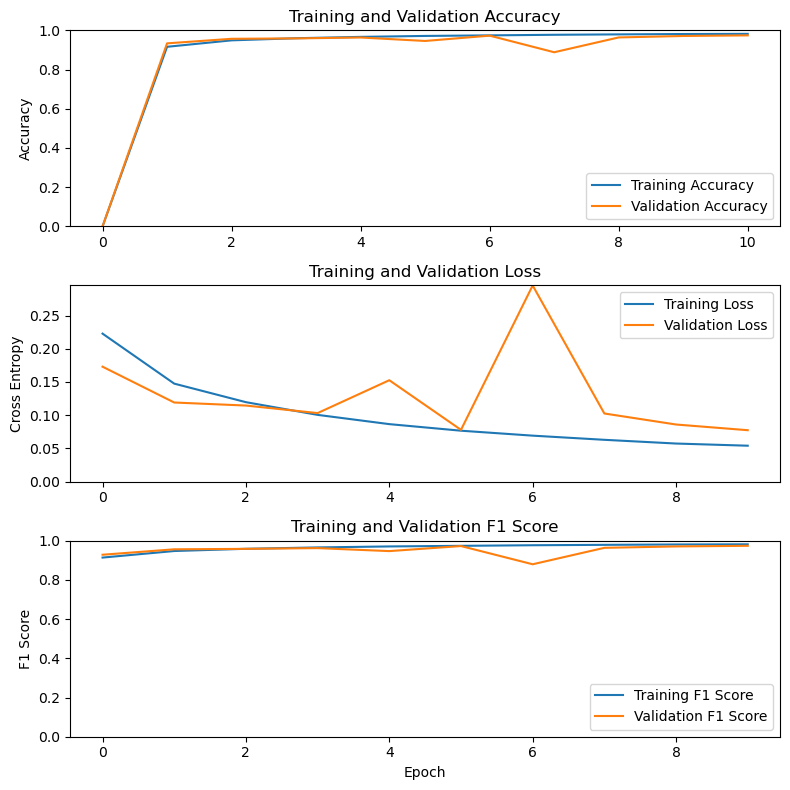 Training and Validation Accuracy
1.0
0.8
0.6
0.4
0.2
0.0
Accuracy
Training Accuracy
Validation Accuracy
0 2 4 6 8 10
Training and Validation Loss
0.25
0.20
0.15
0.10
0.05
0.00
Cross Entropy
Training Loss
Validation Loss
0 2 4 6 8
Training and Validation F1 Score
1.0
0.8
0.6
0.4
0.2
0.0
F1 Score
Training F1 Score
Validation F1 Score
0 2 4 6 8
Epoch